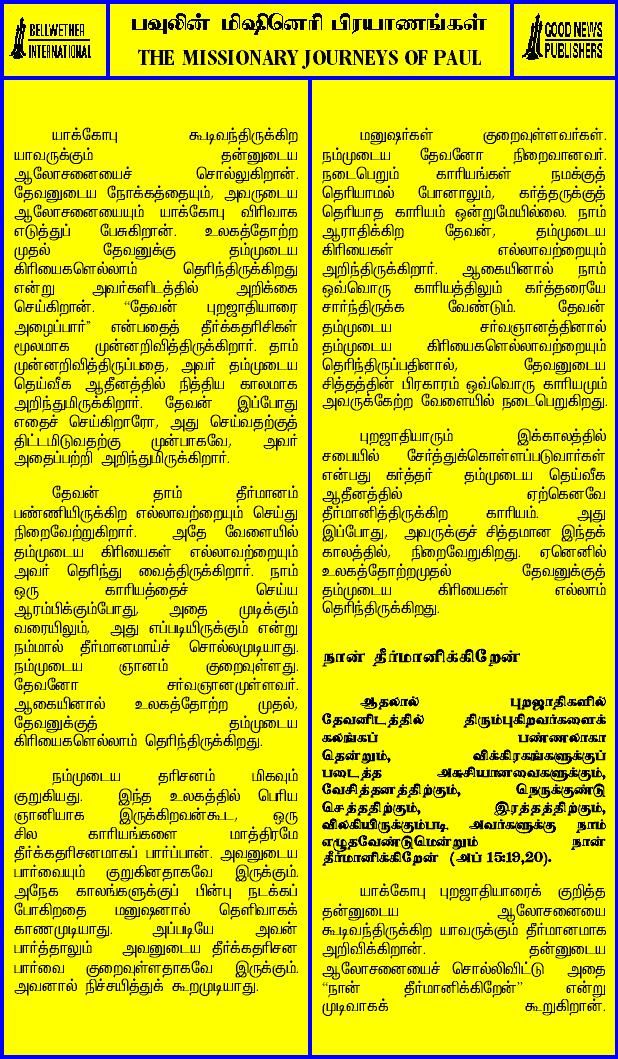 BELLWETHER
INTERNATIONAL
பவுலின் மிஷினெரி பிரயாணங்கள்
THE MISSIONARY JOURNEYS OF PAUL
GOOD NEWS
PUBLISHERS
யாக்கோபு கூடிவந்திருக்கிற
யாவருக்கும் தன்னுடைய
ஆலோசனையைச் சொல்லுகிறான்.
தேவனுடைய நோக்கத்தையும், அவருடைய
ஆலோசனையையும் யாக்கோபு விரிவாக
எடுத்துப் பேசுகிறான். உலகத்தோற்ற
முதல் தேவனுக்கு தம்முடைய
கிரியைகளெல்லாம் தெரிந்திருக்கிறது
என்று அவர்களிடத்தில் அறிக்கை
செய்கிறான். “தேவன் புறஜாதியாரை
அழைப்பார்” என்பதைத் தீர்க்கதரிசிகள்
மூலமாக முன்னறிவித்திருக்கிறார். தாம்
முன்னறிவித்திருப்பதை, அவர் தம்முடைய
தெய்வீக ஆதீனத்தில் நித்திய காலமாக
அறிந்துமிருக்கிறார். தேவன் இப்போது
எதைச் செய்கிறாரோ, அது செய்வதற்குத்
திட்டமிடுவதற்கு முன்பாகவே, அவர்
அதைப்பற்றி அறிந்துமிருக்கிறார்.
தேவன் தாம் தீர்மானம்
பண்ணியிருக்கிற எல்லாவற்றையும் செய்து
நிறைவேற்றுகிறார். அதே வேளையில்
தம்முடைய கிரியைகள் எல்லாவற்றையும்
அவர் தெரிந்து வைத்திருக்கிறார். நாம்
ஒரு காரியத்தைச் செய்ய
ஆரம்பிக்கும்போது, அதை முடிக்கும்
வரையிலும், அது எப்படியிருக்கும் என்று
நம்மால் தீர்மானமாய்ச் சொல்லமுடியாது.
நம்முடைய ஞானம் குறைவுள்ளது.
தேவனோ சர்வஞானமுள்ளவர்.
ஆகையினால் உலகத்தோற்ற முதல்,
தேவனுக்குத் தம்முடைய
கிரியைகளெல்லாம் தெரிந்திருக்கிறது.
நம்முடைய தரிசனம் மிகவும்
குறுகியது. இந்த உலகத்தில் பெரிய
ஞானியாக இருக்கிறவன்கூட, ஒரு
சில காரியங்களை மாத்திரமே
தீர்க்கதரிசனமாகப் பார்ப்பான். அவனுடைய
பார்வையும் குறுகினதாகவே இருக்கும்.
அநேக காலங்களுக்குப் பின்பு நடக்கப்
போகிறதை மனுஷனால் தெளிவாகக்
காணமுடியாது. அப்படியே அவன்
பார்த்தாலும் அவனுடைய தீர்க்கதரிசன
பார்வை குறைவுள்ளதாகவே இருக்கும்.
அவனால் நிச்சயித்துக் கூறமுடியாது.
மனுஷர்கள் குறைவுள்ளவர்கள்.
நம்முடைய தேவனோ நிறைவானவர்.
நடைபெறும் காரியங்கள் நமக்குத்
தெரியாமல் போனாலும், கர்த்தருக்குத்
தெரியாத காரியம் ஒன்றுமேயில்லை. நாம்
ஆராதிக்கிற தேவன், தம்முடைய
கிரியைகள் எல்லாவற்றையும்
அறிந்திருக்கிறார். ஆகையினால் நாம்
ஒவ்வொரு காரியத்திலும் கர்த்தரையே
சார்ந்திருக்க வேண்டும். தேவன்
தம்முடைய சர்வஞானத்தினால்
தம்முடைய கிரியைகளெல்லாவற்றையும்
தெரிந்திருப்பதினால், தேவனுடைய
சித்தத்தின் பிரகாரம் ஒவ்வொரு காரியமும்
அவருக்கேற்ற வேளையில் நடைபெறுகிறது.
புறஜாதியாரும் இக்காலத்தில்
சபையில் சேர்த்துக்கொள்ளப்படுவார்கள்
என்பது கர்த்தர் தம்முடைய தெய்வீக
ஆதீனத்தில் ஏற்கெனவே
தீர்மானித்திருக்கிற காரியம். அது
இப்போது, அவருக்குச் சித்தமான இந்தக்
காலத்தில், நிறைவேறுகிறது. ஏனெனில்
உலகத்தோற்றமுதல் தேவனுக்குத்
தம்முடைய கிரியைகள் எல்லாம்
தெரிந்திருக்கிறது.
நான் தீர்மானிக்கிறேன்
ஆதலால் புறஜாதிகளில்
தேவனிடத்தில் திரும்புகிறவர்களைக்
கலங்கப் பண்ணலாகா
தென்றும், விக்கிரகங்களுக்குப்
படைத்த அசுசியானவைகளுக்கும்,
வேசித்தனத்திற்கும், நெருக்குண்டு
செத்ததிற்கும், இரத்தத்திற்கும்,
விலகியிருக்கும்படி அவர்களுக்கு நாம்
எழுதவேண்டுமென்றும் நான்
தீர்மானிக்கிறேன் (அப் 15:19,20).
யாக்கோபு புறஜாதியாரைக் குறித்த
தன்னுடைய ஆலோசனையை
கூடிவந்திருக்கிற யாவருக்கும் தீர்மானமாக
அறிவிக்கிறான். தன்னுடைய
ஆலோசனையைச் சொல்லிவிட்டு அதை
“நான் தீர்மானிக்கிறேன்” என்று
முடிவாகக் கூறுகிறான்.